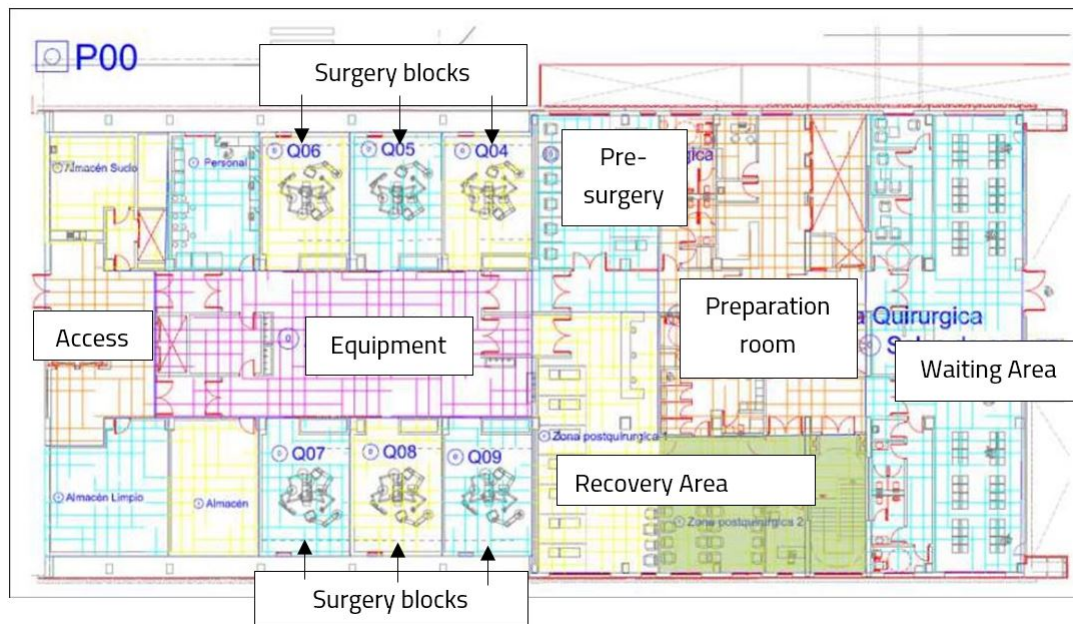 P00
Surgery blocks
Almacén Sucio
Personal
Q06
Q05
Q04
Pre-
surgery
gica
Access
Equipment
Preparation
room
a Quirurgica
Waiting Area
Almacén Limpio
Almacén
Q07
Q08
Q09
Zona postquirurgica 1
Recovery Area
Zona postquirurgica 2
Surgery blocks